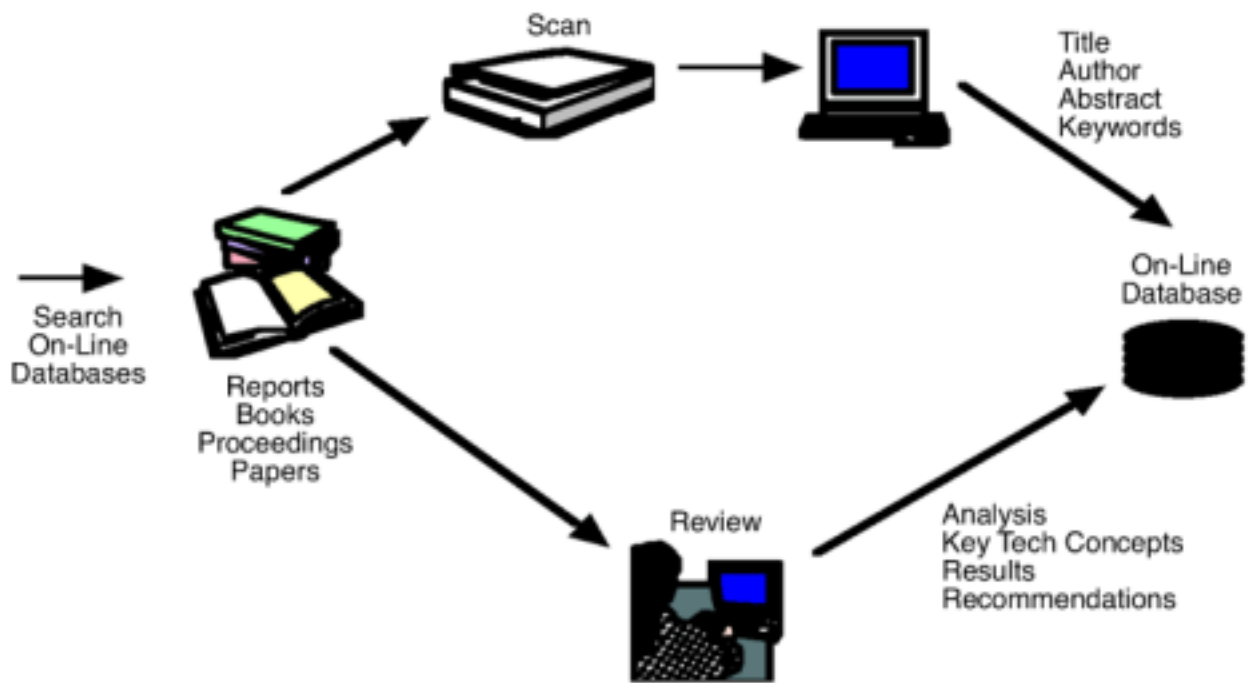 Scan
Title
Author
Abstract
Keywords
Search
On-Line
Databases
Reports
Books
Proceedings
Papers
On-Line
Database
Review
Analysis
Key Tech Concepts
Results
Recommendations